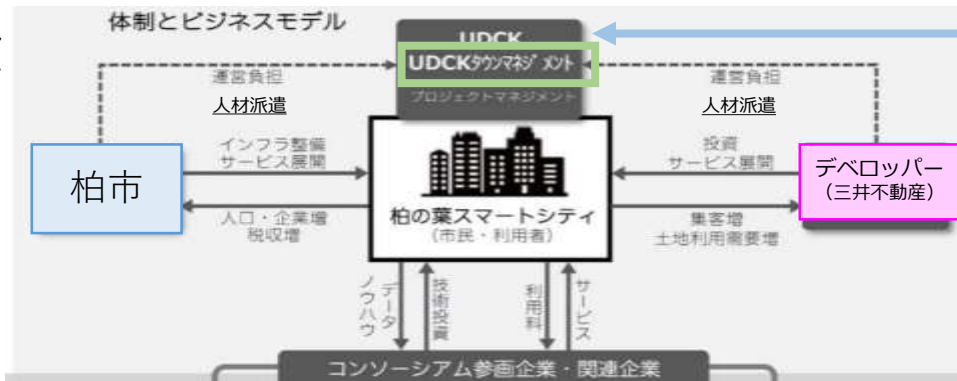 体制とビジネスモデル
UDCK
UDCKタウンマネジメント
プロジェクトマネジメント
運営負担
人材派遣
運営負担
人材派遣
柏市
インフラ整備
サービス展開
人口・企業増
税収増
柏の葉スマートシティ
(市民・利用者)
投資
サービス展開
集客増
土地利用需要増
デベロッパー
(三井不動産)
データ
ノウハウ
技術投資
利用料
サービス
コンソーシアム参画企業・関連企業